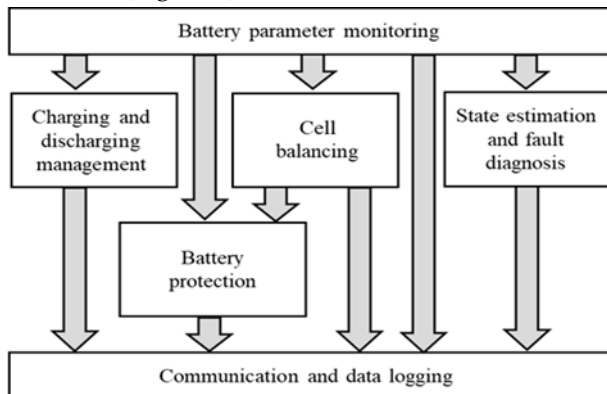 Battery parameter monitoring
Charging and
discharging
management
Cell
balancing
State estimation
and fault
diagnosis
Battery
protection
Communication and data logging